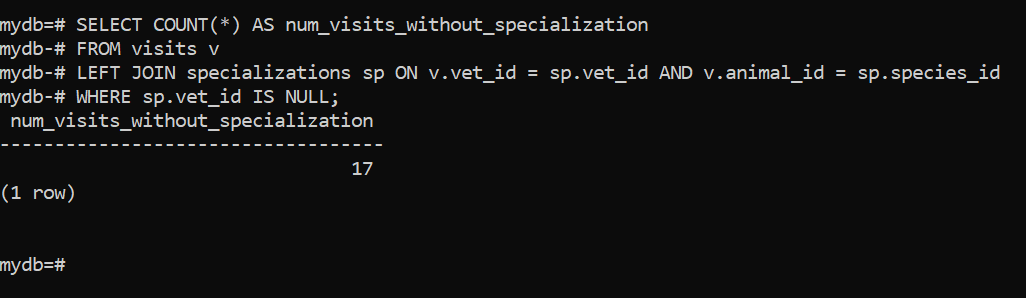 mydb=# SELECT COUNT(*) AS num_visits_without_specialization
mydb-# FROM visits v
mydb-# LEFT JOIN specializations sp ON v.vet_id = sp.vet_id AND v.animal_id = sp.species_id
mydb-# WHERE sp.vet_id IS NULL;
 num_visits_without_specialization
-----------------------------------
                                17
(1 row)
mydb=#